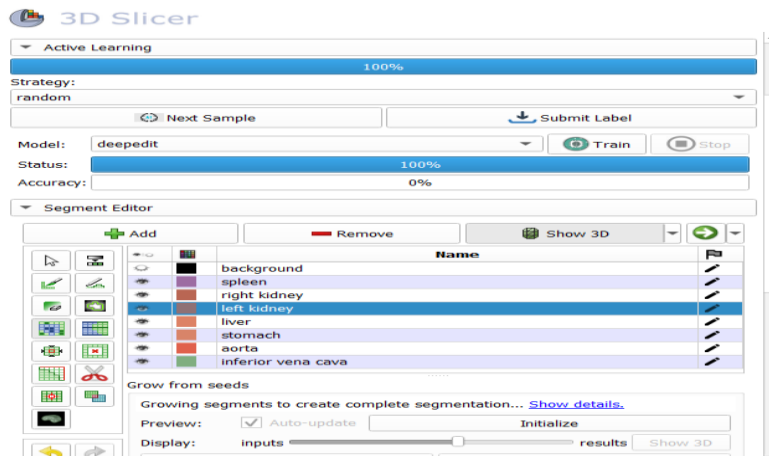 3D Slicer
Active Learning
100%
Strategy:
random
Next Sample Submit Label
Model: deepedit Train Stop
Status: 100%
Accuracy: 0%
Segment Editor
Add Remove Show 3D
Name
background
spleen
right kidney
left kidney
liver
stomach
aorta
inferior vena cava
Grow from seeds
Growing segments to create complete segmentation... Show details.
Preview: Auto-update Initialize
Display: inputs results Show 3D